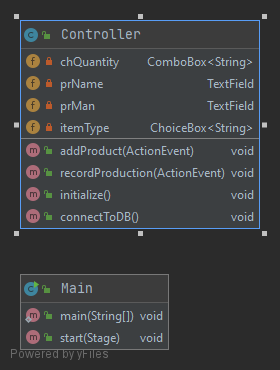 Controller
chQuantity ComboBox<String>
prName TextField
prMan TextField
itemType ChoiceBox<String>
addProduct(ActionEvent) void
recordProduction(ActionEvent) void
initialize() void
connectToDB() void
Main
main(String[]) void
start(Stage) void
Powered by yFiles